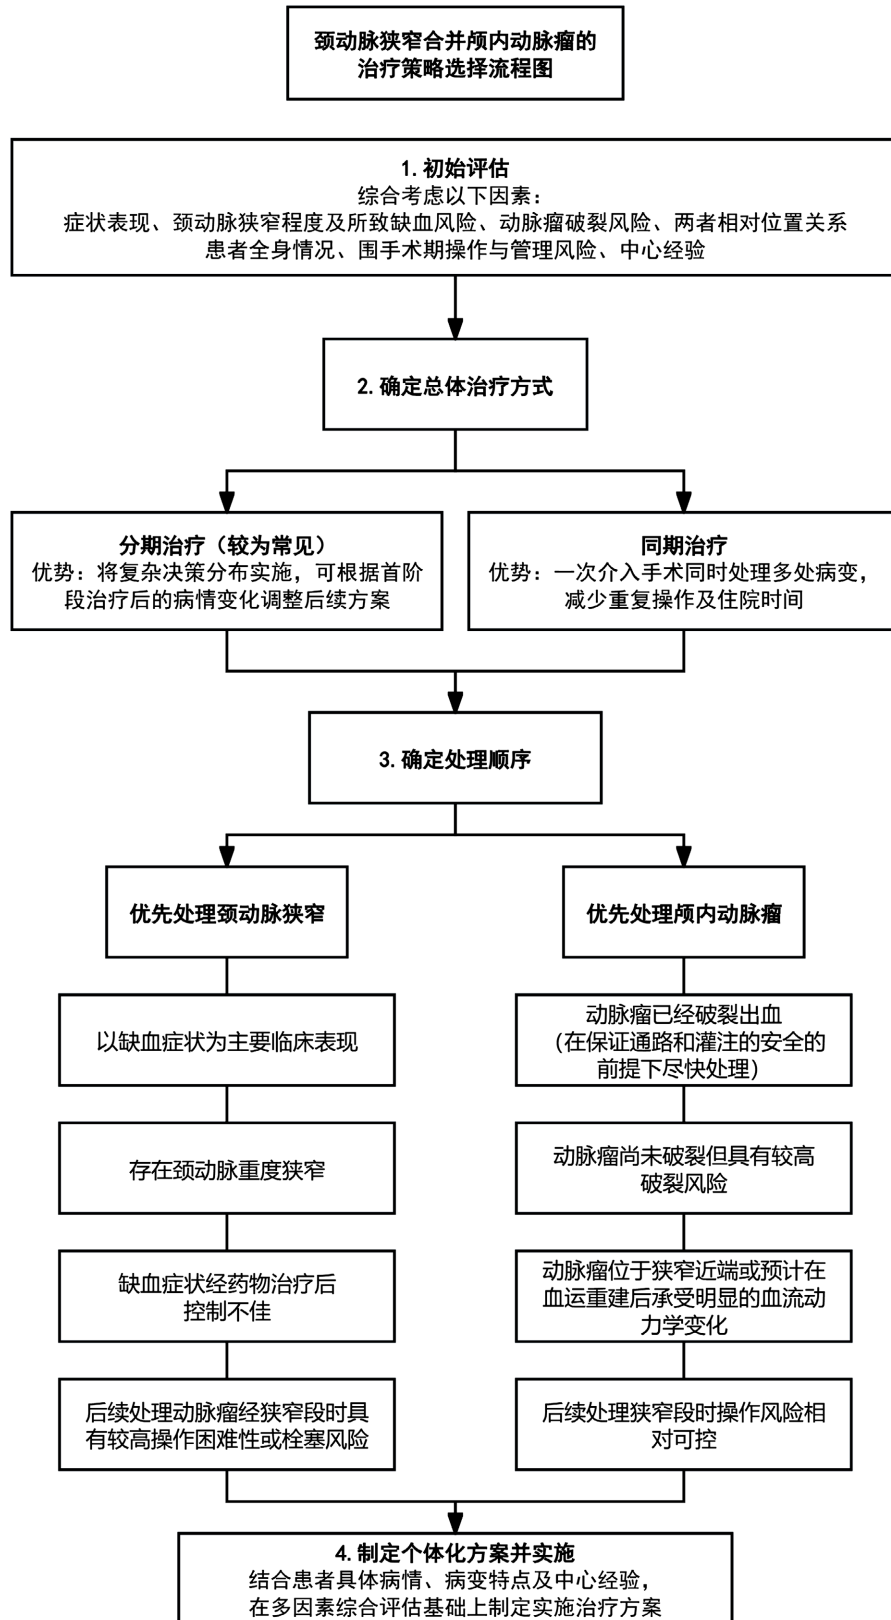 颈动脉狭窄合并颅内动脉瘤的
治疗策略选择流程图
1.初始评估
综合考虑以下因素：
症状表现、颈动脉狭窄程度及所致缺血风险、动脉瘤破裂风险、两者相对位置关系
患者全身情况、围手术期操作与管理风险、中心经验
2.确定总体治疗方式
分期治疗（较为常见）
优势：将复杂决策分布实施，可根据首阶
段治疗后的病情变化调整后续方案
同期治疗
优势：一次介入手术同时处理多处病变，
减少重复操作及住院时间
3.确定处理顺序
优先处理颈动脉狭窄
以缺血症状为主要临床表现
存在颈动脉重度狭窄
缺血症状经药物治疗后
控制不佳
后续处理动脉瘤经狭窄段时具
有较高操作困难性或栓塞风险
优先处理颅内动脉瘤
动脉瘤已经破裂出血
（在保证通路和灌注的安全的
前提下尽快处理）
动脉瘤尚未破裂但具有较高
破裂风险
动脉瘤位于狭窄近端或预计在
血运重建后承受明显的血流动
力学变化
后续处理狭窄段时操作风险相
对可控
4.制定个体化方案并实施
结合患者具体病情、病变特点及中心经验，
在多因素综合评估基础上制定实施治疗方案